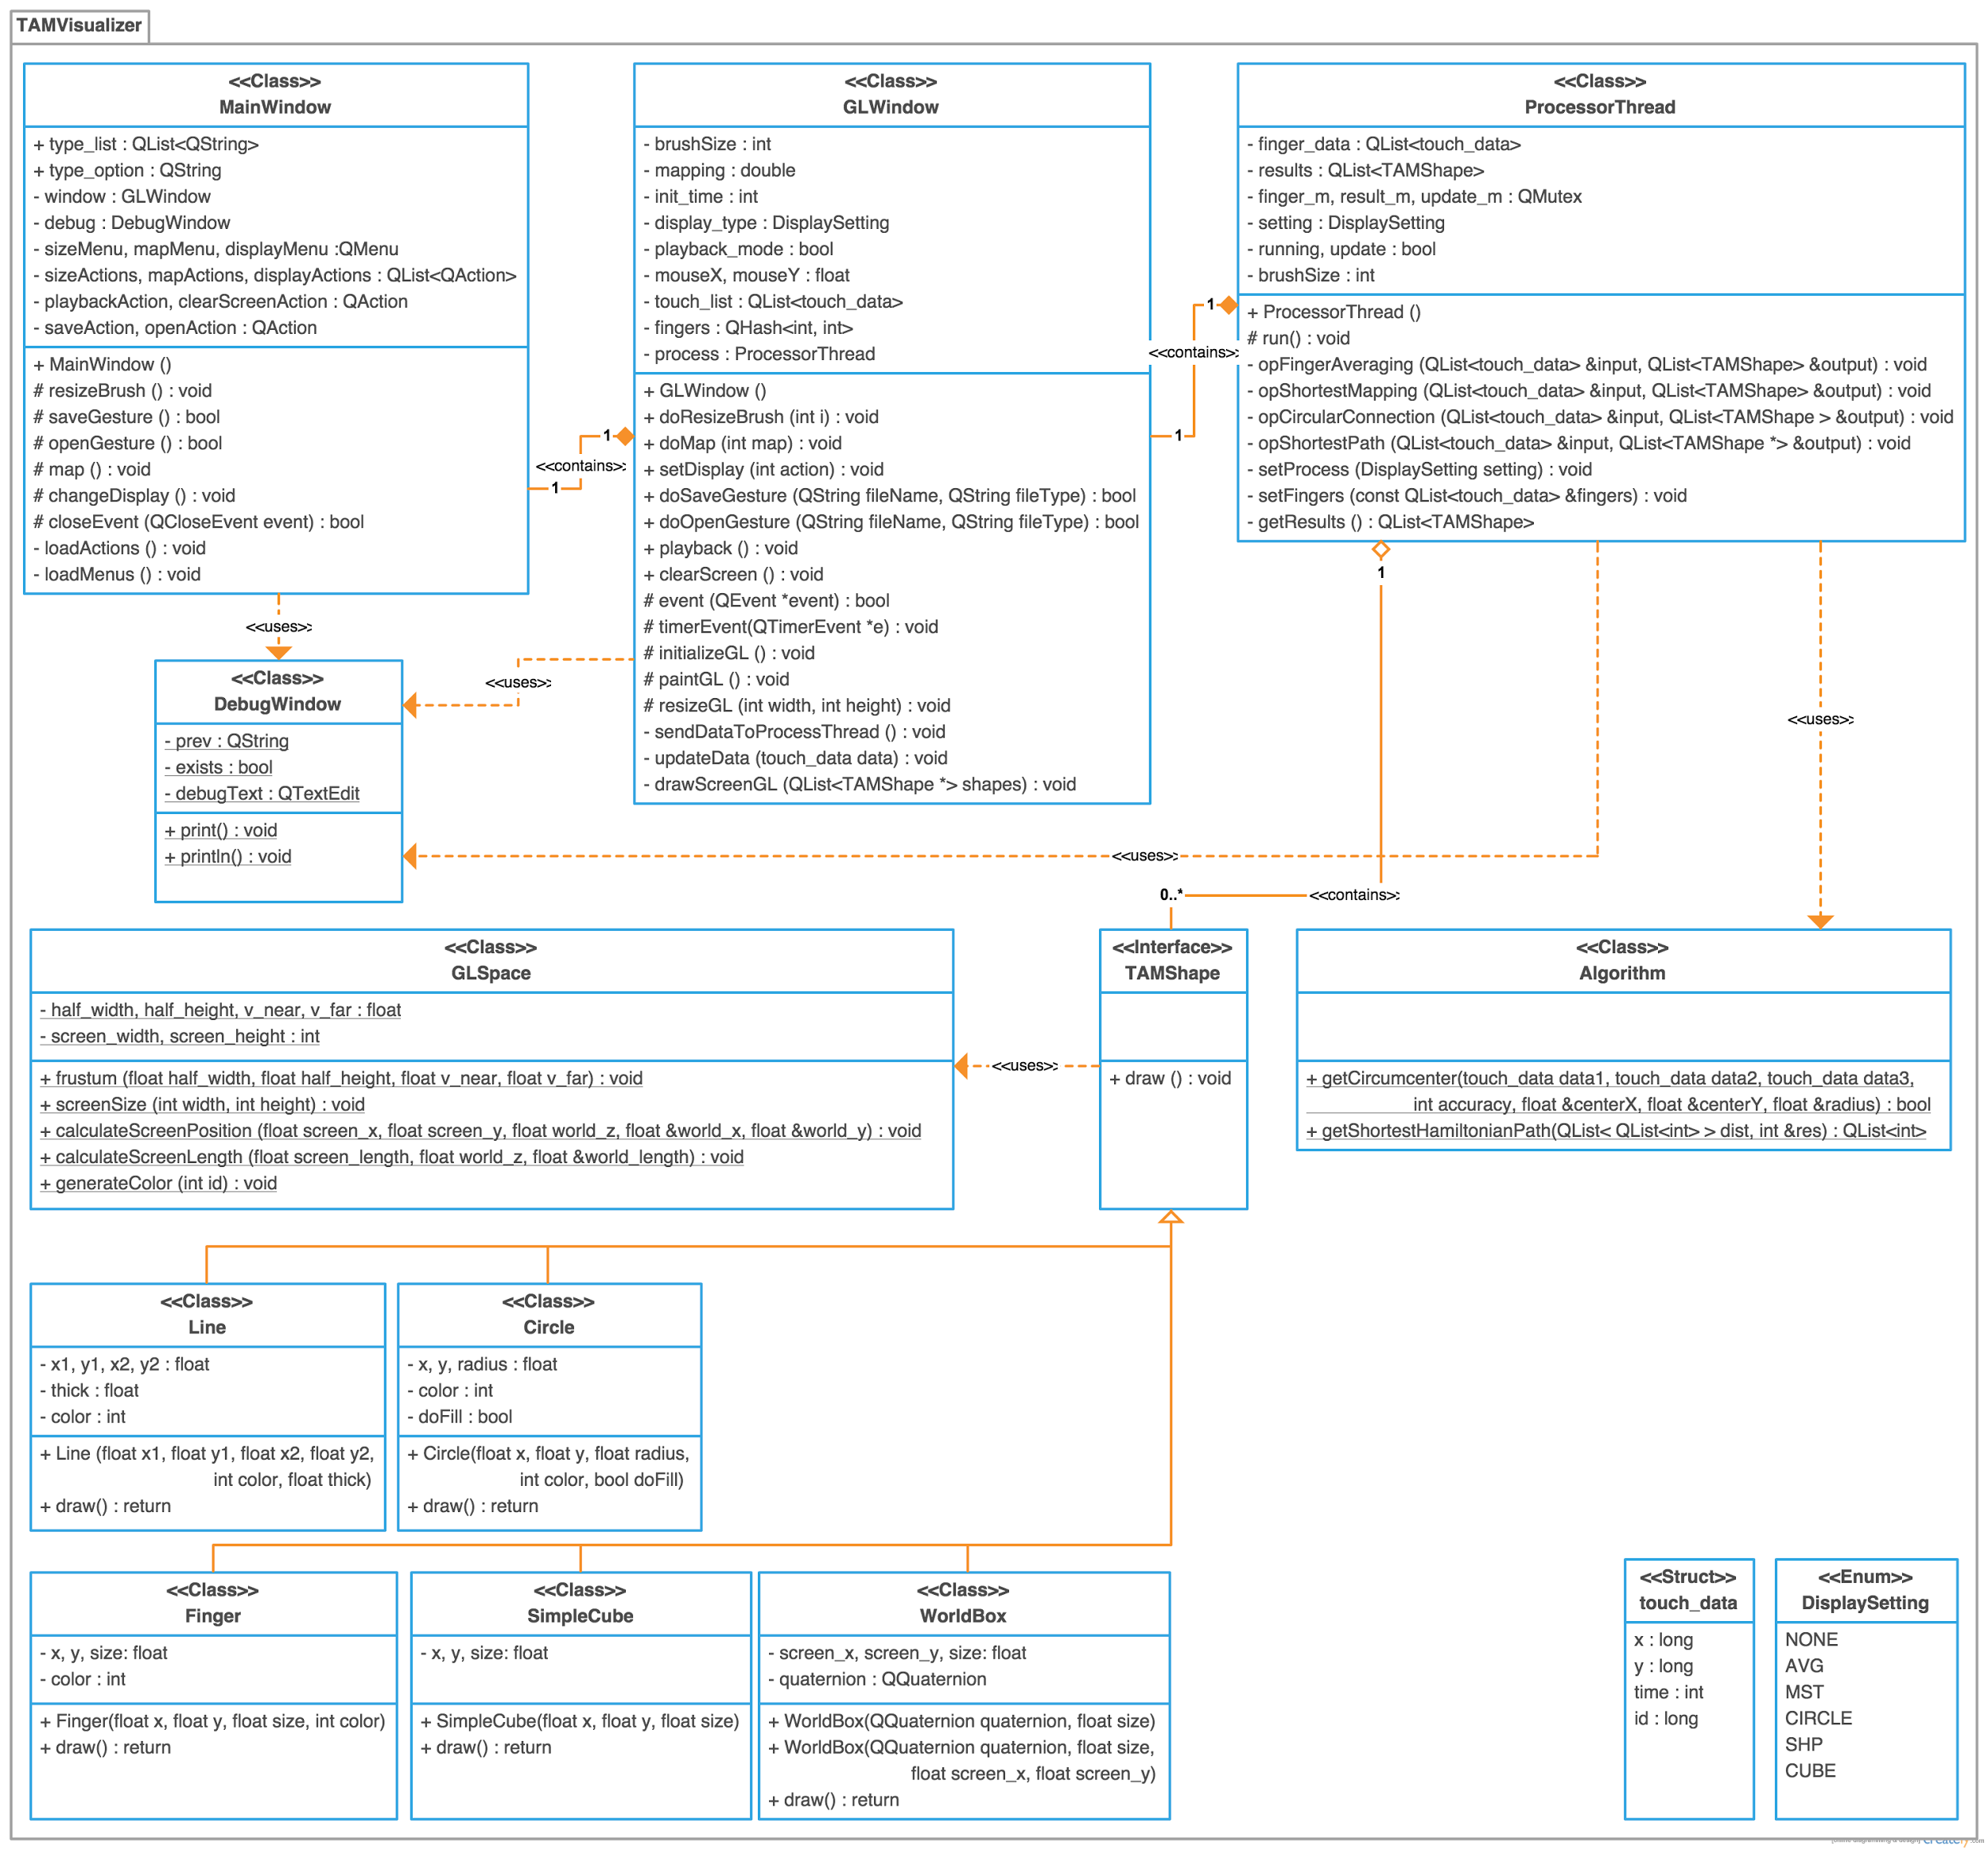 TAMVisualizer
<<Class>>
MainWindow
+ type_list : QList<QString>
+ type_option : QString
- window : GLWindow
- debug : DebugWindow
- sizeMenu, mapMenu, displayMenu :QMenu
- sizeActions, mapActions, displayActions : QList<QAction>
- playbackAction, clearScreenAction : QAction
- saveAction, openAction : QAction
+ MainWindow ()
# resizeBrush () : void
# saveGesture () : bool
# openGesture () : bool
# map () : void
# changeDisplay () : void
# closeEvent (QCloseEvent event) : bool
- loadActions () : void
- loadMenus () : void
1
<<contains>>
1
<<Class>>
GLWindow
- brushSize : int
- mapping : double
- init_time : int
- display_type : DisplaySetting
- playback_mode : bool
- mouseX, mouseY : float
- touch_list : QList<touch_data>
- fingers : QHash<int, int>
- process : ProcessorThread
+ GLWindow ()
+ doResizeBrush (int i) : void
+ doMap (int map) : void
+ setDisplay (int action) : void
+ doSaveGesture (QString fileName, QString fileType) : bool
+ doOpenGesture (QString fileName, QString fileType) : bool
+ playback () : void
+ clearScreen () : void
# event (QEvent *event) : bool
# timerEvent(QTimerEvent *e) : void
# initializeGL () : void
# paintGL () : void
# resizeGL (int width, int height) : void
- sendDataToProcessThread () : void
- updateData (touch_data data) : void
- drawScreenGL (QList<TAMShape *> shapes) : void
1
<<contains>>
1
<<Class>>
ProcessorThread
- finger_data : QList<touch_data>
- results : QList<TAMShape>
- finger_m, result_m, update_m : QMutex
- setting : DisplaySetting
- running, update : bool
- brushSize : int
+ ProcessorThread ()
# run() : void
- opFingerAveraging (QList<touch_data> &input, QList<TAMShape> &output) : void
- opShortestMapping (QList<touch_data> &input, QList<TAMShape> &output) : void
- opCircularConnection (QList<touch_data> &input, QList<TAMShape > &output) : void
- opShortestPath (QList<touch_data> &input, QList<TAMShape *> &output) : void
- setProcess (DisplaySetting setting) : void
- setFingers (const QList<touch_data> &fingers) : void
- getResults () : QList<TAMShape>
1
<<uses>>
<<uses>>
<<uses>>
<<Class>>
DebugWindow
- prev : QString
- exists : bool
- debugText : QTextEdit
+ print() : void
+ println() : void
<<uses>>
0..*
<<contains>>
<<Class>>
GLSpace
- half_width, half_height, v_near, v_far : float
- screen_width, screen_height : int
+ frustum (float half_width, float half_height, float v_near, float v_far) : void
+ screenSize (int width, int height) : void
+ calculateScreenPosition (float screen_x, float screen_y, float world_z, float &world_x, float &world_y) : void
+ calculateScreenLength (float screen_length, float world_z, float &world_length) : void
+ generateColor (int id) : void
<<uses>>
<<Interface>>
TAMShape
+ draw () : void
<<Class>>
Algorithm
+ getCircumcenter(touch_data data1, touch_data data2, touch_data data3,
int accuracy, float &centerX, float &centerY, float &radius) : bool
+ getShortestHamiltonianPath(QList< QList<int> > dist, int &res) : QList<int>
<<Class>>
Line
- x1, y1, x2, y2 : float
- thick : float
- color : int
+ Line (float x1, float y1, float x2, float y2,
int color, float thick)
+ draw() : return
<<Class>>
Circle
- x, y, radius : float
- color : int
- doFill : bool
+ Circle(float x, float y, float radius,
int color, bool doFill)
+ draw() : return
<<Class>>
Finger
- x, y, size: float
- color : int
+ Finger(float x, float y, float size, int color)
+ draw() : return
<<Class>>
SimpleCube
- x, y, size: float
+ SimpleCube(float x, float y, float size)
+ draw() : return
<<Class>>
WorldBox
- screen_x, screen_y, size: float
- quaternion : QQuaternion
+ WorldBox(QQuaternion quaternion, float size)
+ WorldBox(QQuaternion quaternion, float size,
float screen_x, float screen_y)
+ draw() : return
<<Struct>>
touch_data
x : long
y : long
time : int
id : long
<<Enum>>
DisplaySetting
NONE
AVG
MST
CIRCLE
SHP
CUBE